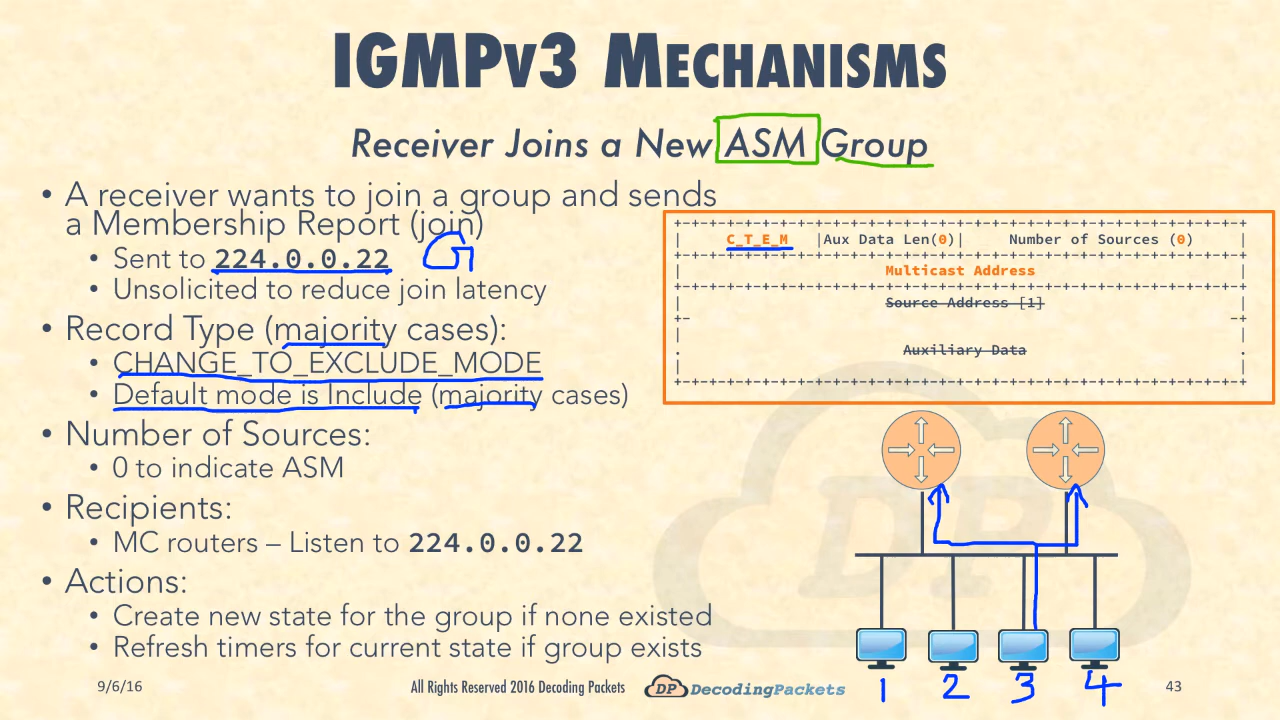 IGMPv3 Mechanisms
Receiver Joins a New ASM Group
• A receiver wants to join a group and sends
a Membership Report (join)
• Sent to 224.0.0.22 G
• Unsolicited to reduce join latency
• Record Type (majority cases):
• CHANGE_TO_EXCLUDE_MODE
• Default mode is Include (majority cases)
• Number of Sources:
• 0 to indicate ASM
• Recipients:
• MC routers – Listen to 224.0.0.22
• Actions:
• Create new state for the group if none existed
• Refresh timers for current state if group exists
+-+-+-+-+-+-+-+-+-+-+-+-+-+-+-+-+-+-+-+-+-+-+-+-+-+-+-+-+-+-+-+-+
| C_T_E_M |Aux Data Len(0)| Number of Sources (0) |
+-+-+-+-+-+-+-+-+-+-+-+-+-+-+-+-+-+-+-+-+-+-+-+-+-+-+-+-+-+-+-+-+
| Multicast Address |
+-+-+-+-+-+-+-+-+-+-+-+-+-+-+-+-+-+-+-+-+-+-+-+-+-+-+-+-+-+-+-+-+
| Source Address [1] |
+- -+
| |
. Auxiliary Data .
| |
+-+-+-+-+-+-+-+-+-+-+-+-+-+-+-+-+-+-+-+-+-+-+-+-+-+-+-+-+-+-+-+-+
DP
1 2 3 4
9/6/16 All Rights Reserved 2016 Decoding Packets DP DecodingPackets 43